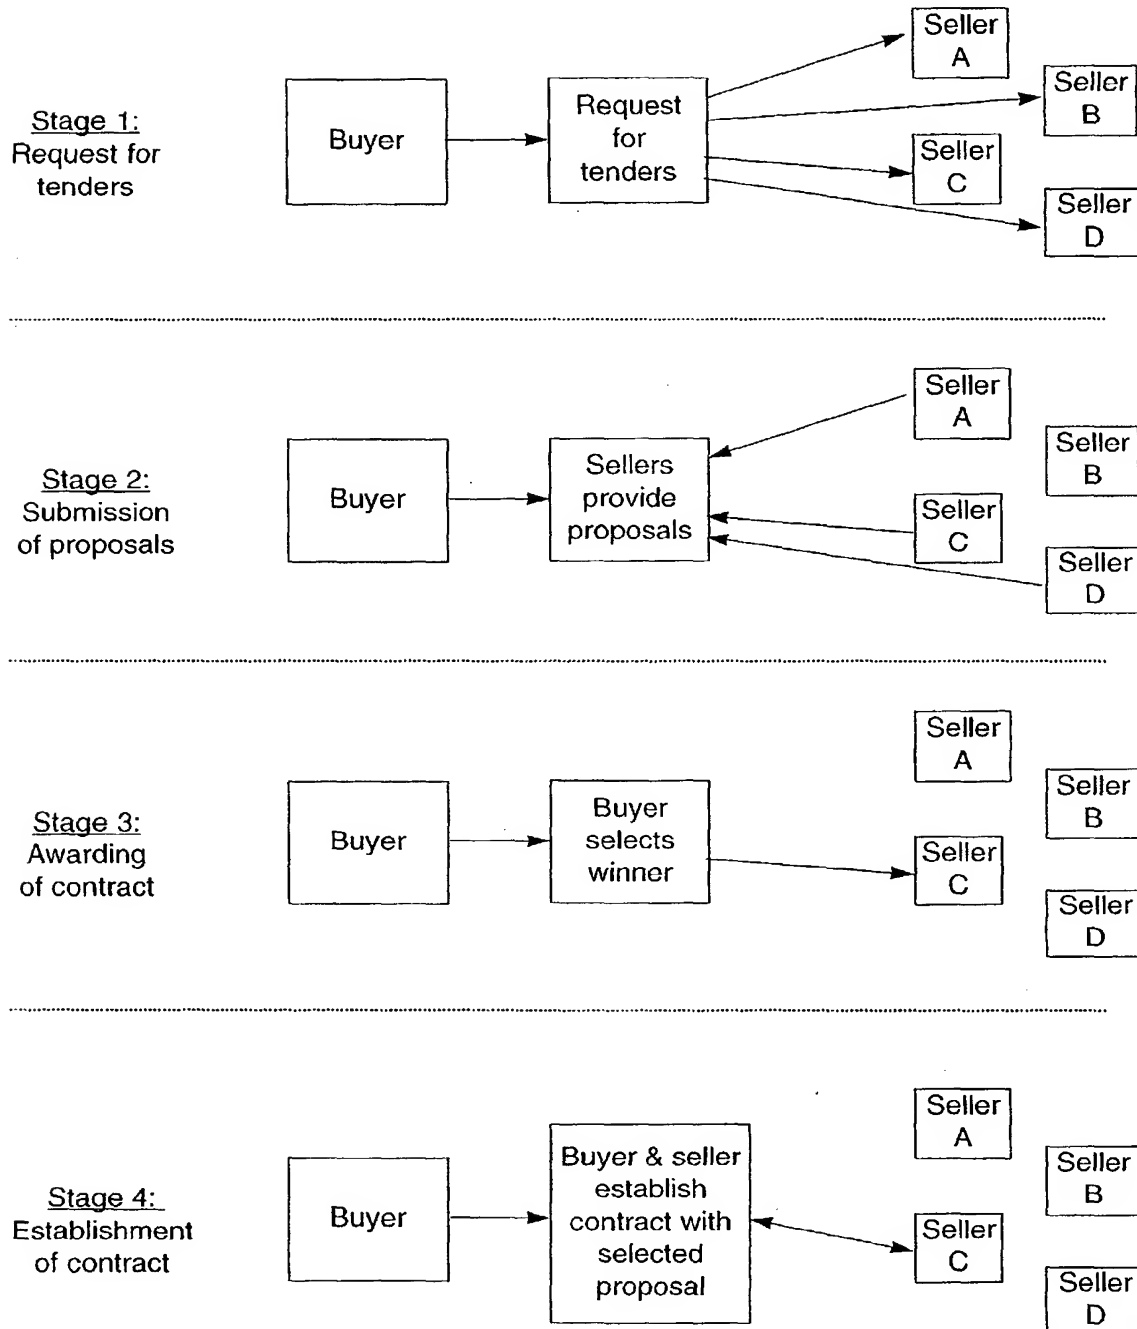 Stage 1:
Request for
tenders
Buyer
Request
for
tenders
Seller
A
Seller
B
Seller
C
Seller
D
Stage 2:
Submission
of proposals
Buyer
Sellers
provide
proposals
Seller
A
Seller
B
Seller
C
Seller
D
Stage 3:
Awarding
of contract
Buyer
Buyer
selects
winner
Seller
A
Seller
B
Seller
C
Seller
D
Stage 4:
Establishment
of contract
Buyer
Buyer & seller
establish
contract with
selected
proposal
Seller
A
Seller
B
Seller
C
Seller
D